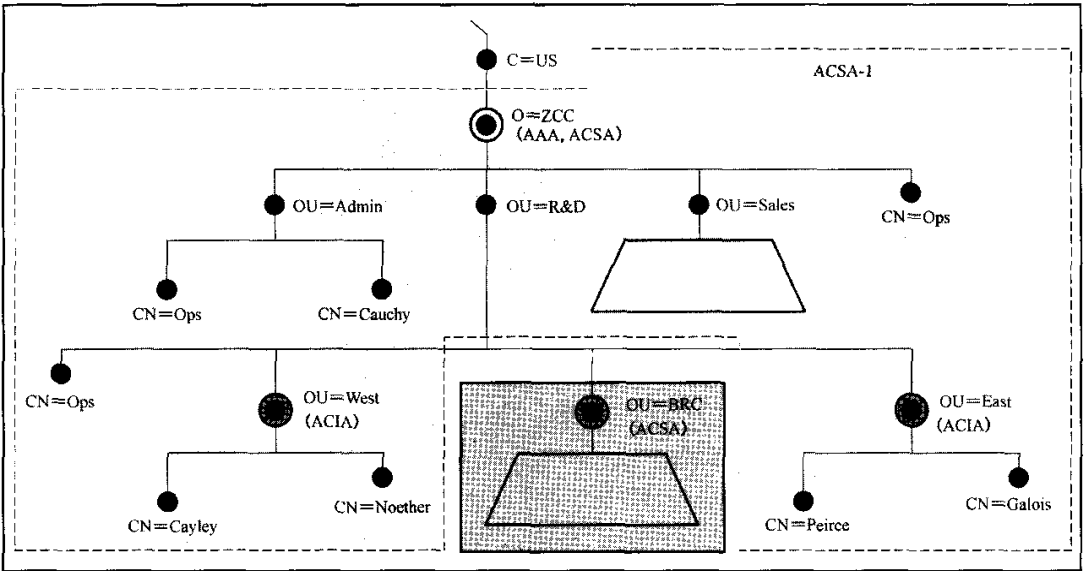 C=US
ACSA-1
O=ZCC
(AAA, ACSA)
OU=Admin
OU=R&D
OU=Sales
CN=Ops
CN=Ops
CN=Cauchy
CN=Ops
OU=West
(ACIA)
OU=BRC
(ACSA)
OU=East
(ACIA)
CN=Cayley
CN=Noether
CN=Peirce
CN=Galois